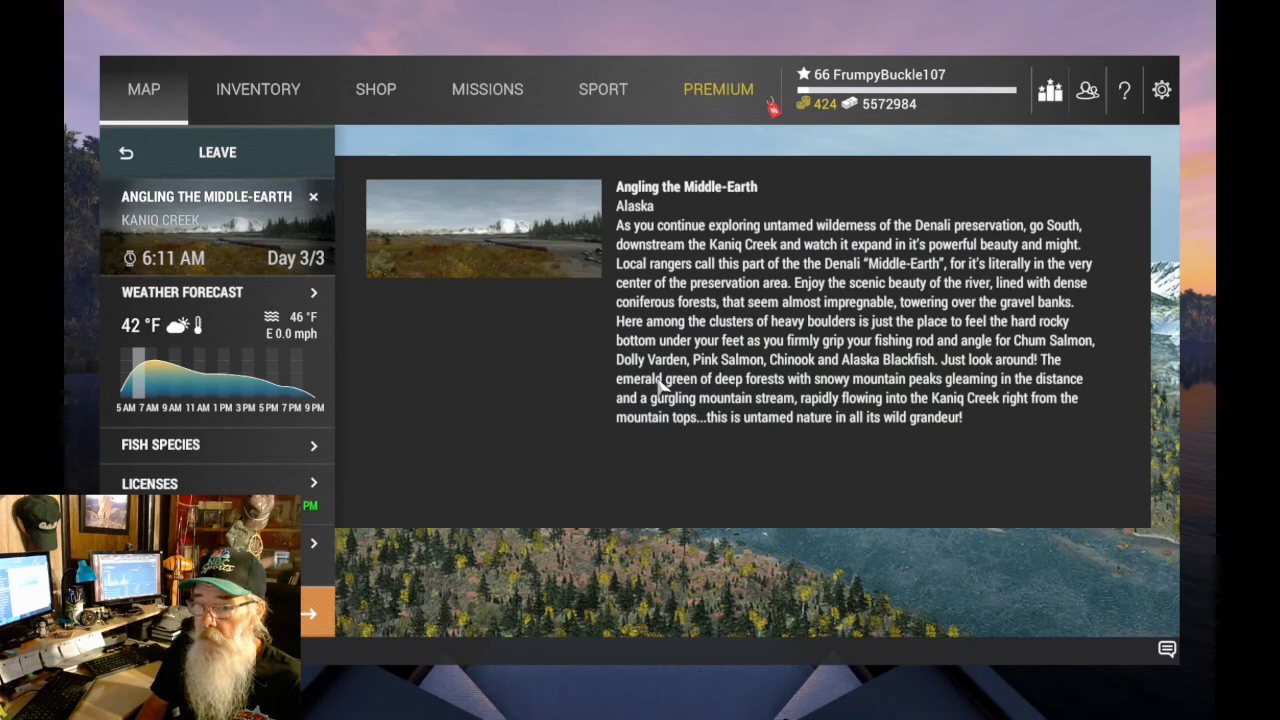 MAP
INVENTORY
SHOP
MISSIONS
SPORT
PREMIUM
66 FrumpyBuckle107
424 5572984
?
LEAVE
ANGLING THE MIDDLE-EARTH ×
KANIQ CREEK
6:11 AM Day 3/3
WEATHER FORECAST
42 °F 46 °F
E 0.0 mph
5 AM 7 AM 9 AM 11 AM 1 PM 3 PM 5 PM 7 PM 9 PM
FISH SPECIES
LICENSES
PM
Angling the Middle-Earth
Alaska
As you continue exploring untamed wilderness of the Denali preservation, go South,
downstream the Kaniq Creek and watch it expand in it's powerful beauty and might.
Local rangers call this part of the the Denali “Middle-Earth”, for it's literally in the very
center of the preservation area. Enjoy the scenic beauty of the river, lined with dense
coniferous forests, that seem almost impregnable, towering over the gravel banks.
Here among the clusters of heavy boulders is just the place to feel the hard rocky
bottom under your feet as you firmly grip your fishing rod and angle for Chum Salmon,
Dolly Varden, Pink Salmon, Chinook and Alaska Blackfish. Just look around! The
emerald green of deep forests with snowy mountain peaks gleaming in the distance
and a gurgling mountain stream, rapidly flowing into the Kaniq Creek right from the
mountain tops...this is untamed nature in all its wild grandeur!